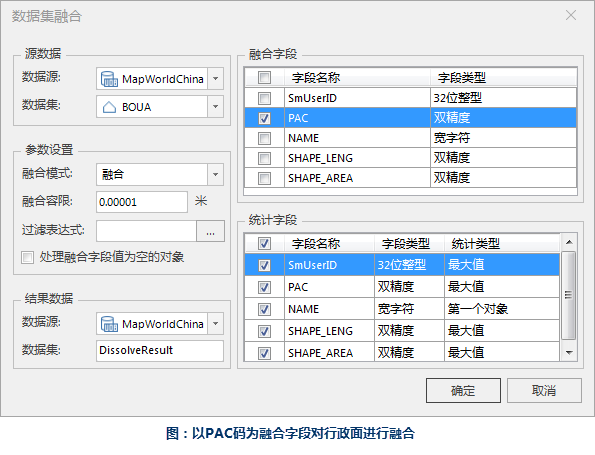 数据集融合
源数据
数据源: MapWorldChina
数据集: BOUA
参数设置
融合模式: 融合
融合容限: 0.00001 米
过滤表达式: ...
处理融合字段值为空的对象
结果数据
数据源: MapWorldChina
数据集: DissolveResult
融合字段
字段名称 字段类型
SmUserID 32位整型
PAC 双精度
NAME 宽字符
SHAPE_LENG 双精度
SHAPE_AREA 双精度
统计字段
字段名称 字段类型 统计类型
SmUserID 32位整型 最大值
PAC 双精度 最大值
NAME 宽字符 第一个对象
SHAPE_LENG 双精度 最大值
SHAPE_AREA 双精度 最大值
确定 取消
图：以PAC码为融合字段对行政面进行融合